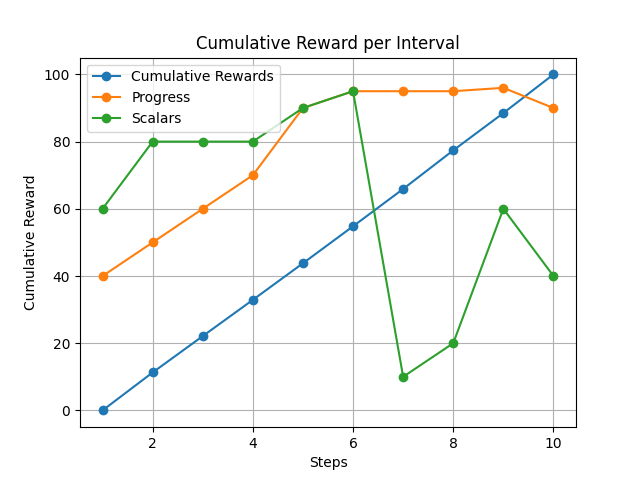 Cumulative Reward per Interval
Cumulative Rewards
Progress
Scalars
Cumulative Reward
100
80
60
40
20
0
2 4 6 8 10
Steps